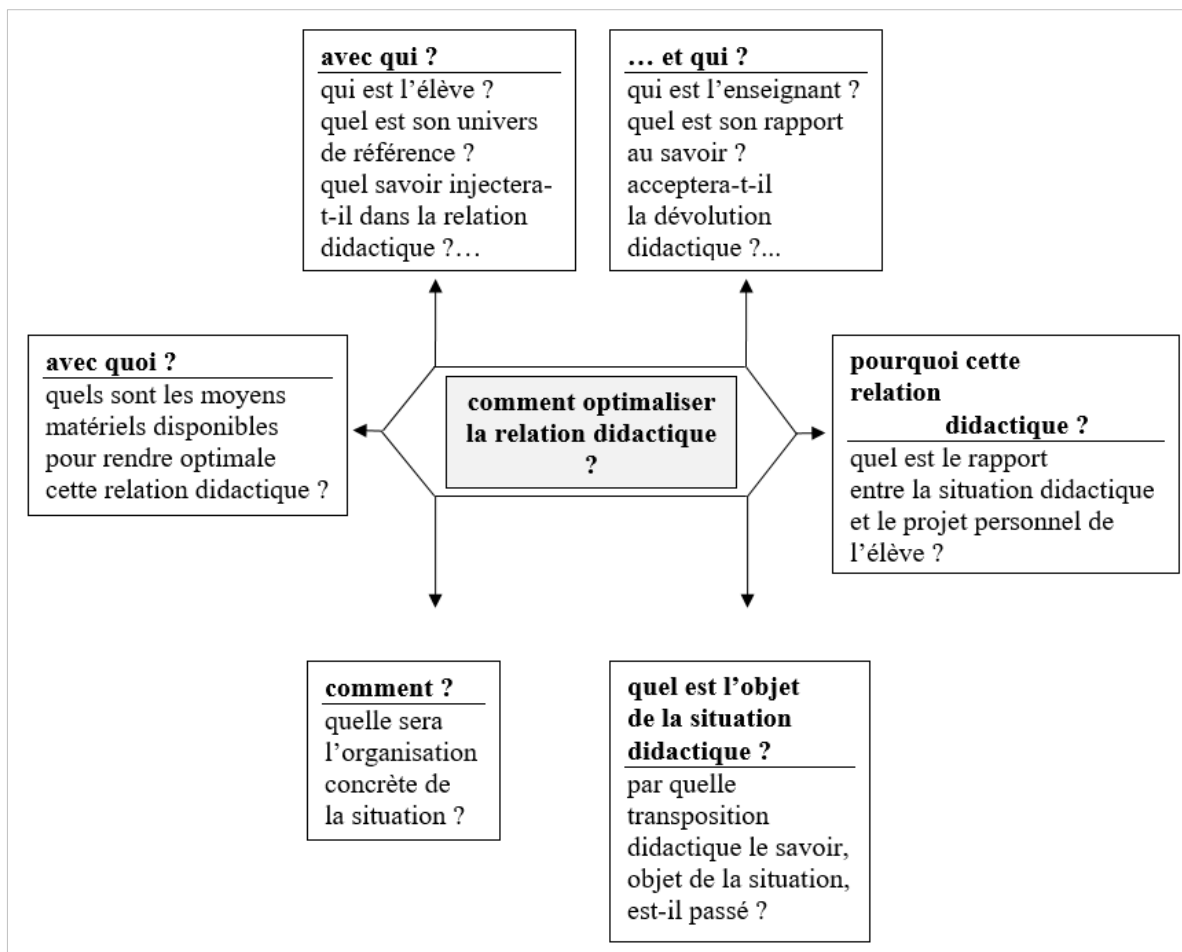 avec qui ?
qui est l’élève ?
quel est son univers
de référence ?
quel savoir injectera-
t-il dans la relation
didactique ?…
… et qui ?
qui est l’enseignant ?
quel est son rapport
au savoir ?
acceptera-t-il
la dévolution
didactique ?...
avec quoi ?
quels sont les moyens
matériels disponibles
pour rendre optimale
cette relation didactique ?
comment optimaliser
la relation didactique
?
pourquoi cette
relation
didactique ?
quel est le rapport
entre la situation didactique
et le projet personnel de
l’élève ?
comment ?
quelle sera
l’organisation
concrète de
la situation ?
quel est l’objet
de la situation
didactique ?
par quelle
transposition
didactique le savoir,
objet de la situation,
est-il passé ?